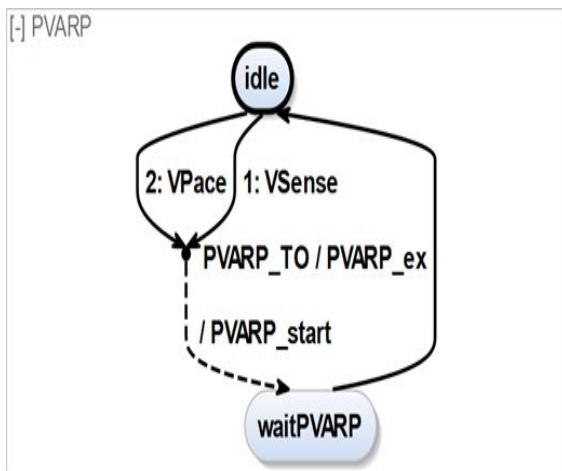 [-] PVARP
idle
2: VPace
1: VSense
PVARP_TO / PVARP_ex
/ PVARP_start
waitPVARP